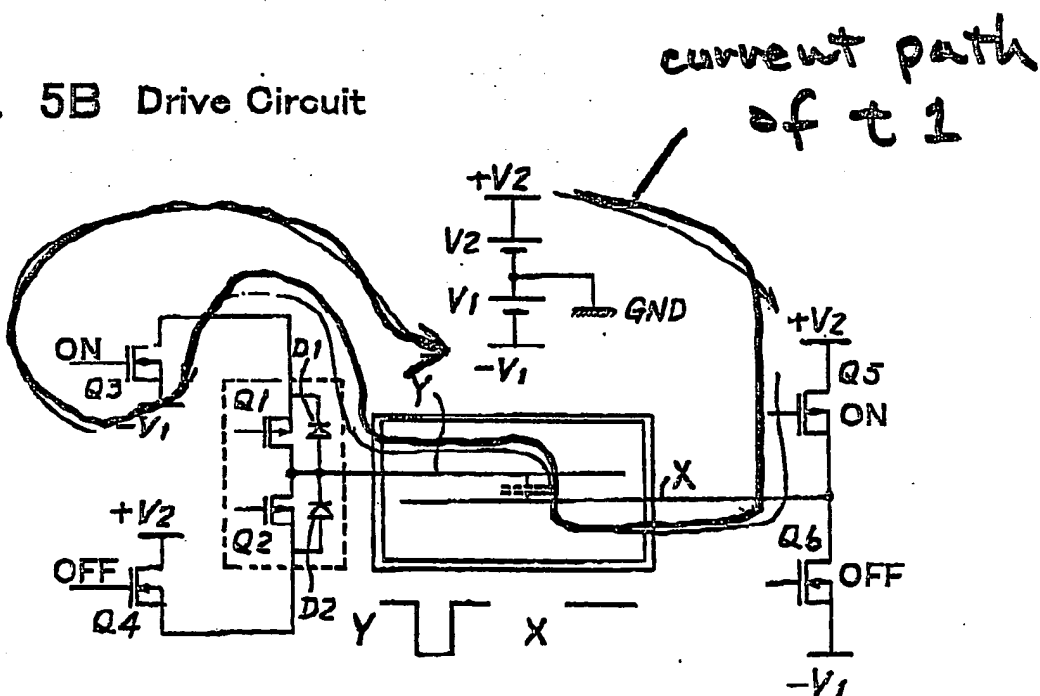 5B Drive Circuit
current path
of t 1
+V2
V2
V1
GND
-V1
+V2
Q5
ON
ON
Q3
-V1
D1
Q1
Y
X
+V2
Q2
OFF
Q4
D2
Q6
OFF
Y
X
-V1